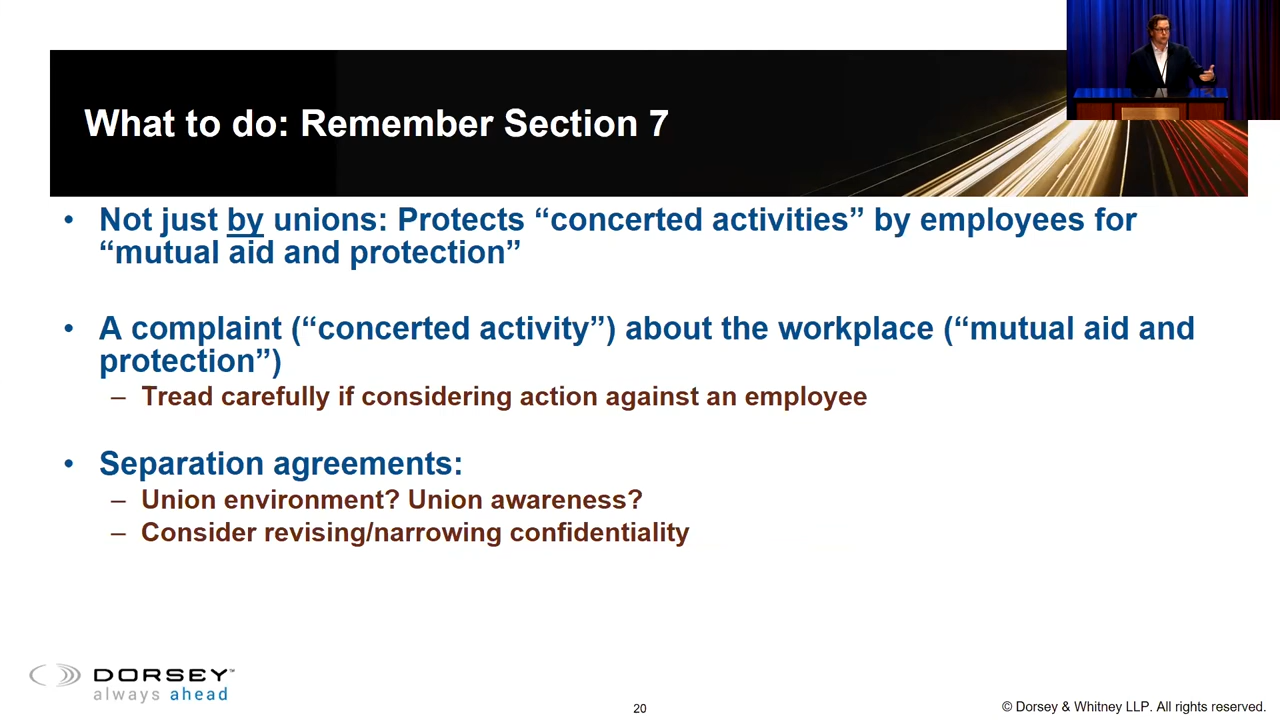 What to do: Remember Section 7
• Not just by unions: Protects “concerted activities” by employees for
“mutual aid and protection”
• A complaint (“concerted activity”) about the workplace (“mutual aid and
protection”)
– Tread carefully if considering action against an employee
• Separation agreements:
– Union environment? Union awareness?
– Consider revising/narrowing confidentiality
DORSEY™
always ahead
20
© Dorsey & Whitney LLP. All rights reserved.